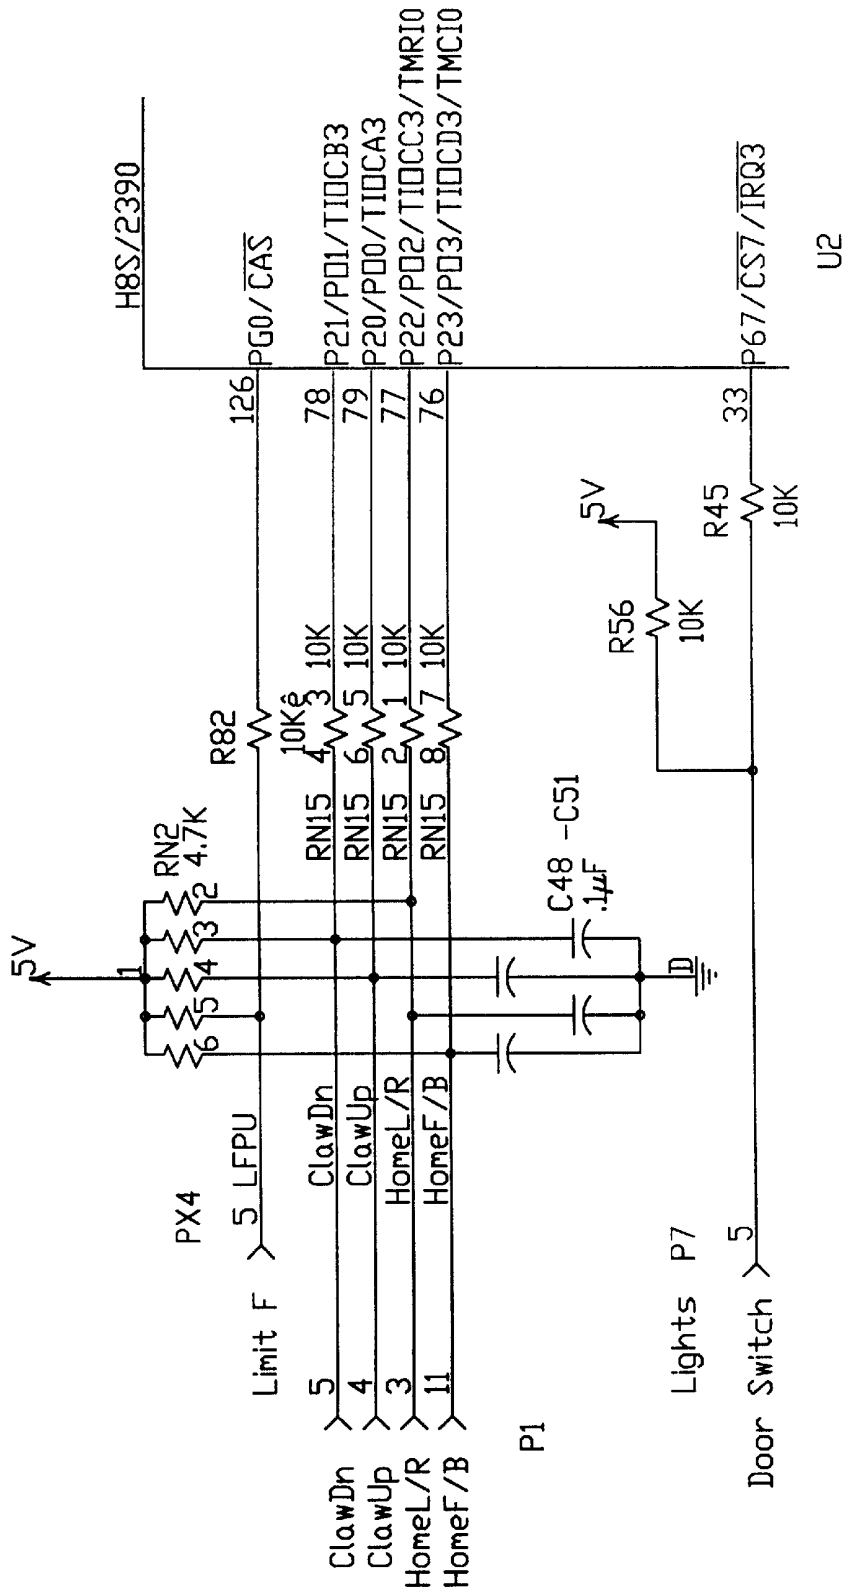 5V
1
RN2
4.7K
6
5
4
3
2
H8S/2390
PX4
Limit F
5 LFPU
R82
10Kê
126
PG0/CAS
ClawDn
5
ClawDn
RN15
4
3
10K
78
P21/PO1/TIOCB3
ClawUp
4
ClawUp
RN15
6
5
10K
79
P20/PO0/TIOCA3
HomeL/R
3
HomeL/R
RN15
2
1
10K
77
P22/PO2/TIOCC3/TMRI0
HomeF/B
11
HomeF/B
RN15
8
7
10K
76
P23/PO3/TIOCD3/TMCI0
P1
C48 -C51
.1µF
D
5V
R56
10K
Lights P7
Door Switch
5
R45
10K
33
P67/CS7/IRQ3
U2